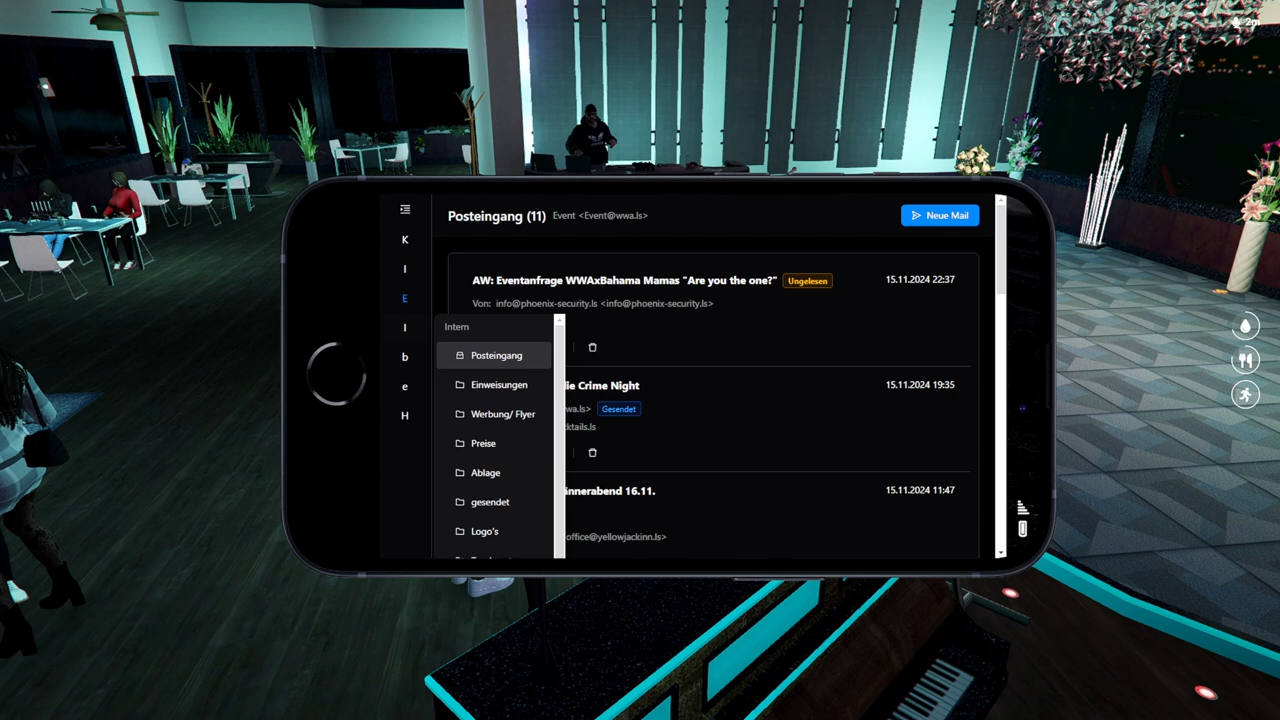 2m
Posteingang (11) Event <Event@wwa.ls>
Neue Mail
K
I
E
I
b
e
H
AW: Eventanfrage WWAxBahama Mamas "Are you the one?" Ungelesen 15.11.2024 22:37
Von: info@phoenix-security.ls <info@phoenix-security.ls>
Intern
Posteingang
Einweisungen
Werbung/ Flyer
Preise
Ablage
gesendet
Logo's
ie Crime Night 15.11.2024 19:35
wa.ls> Gesendet
ktails.ls
innerabend 16.11. 15.11.2024 11:47
office@yellowjackinn.ls>